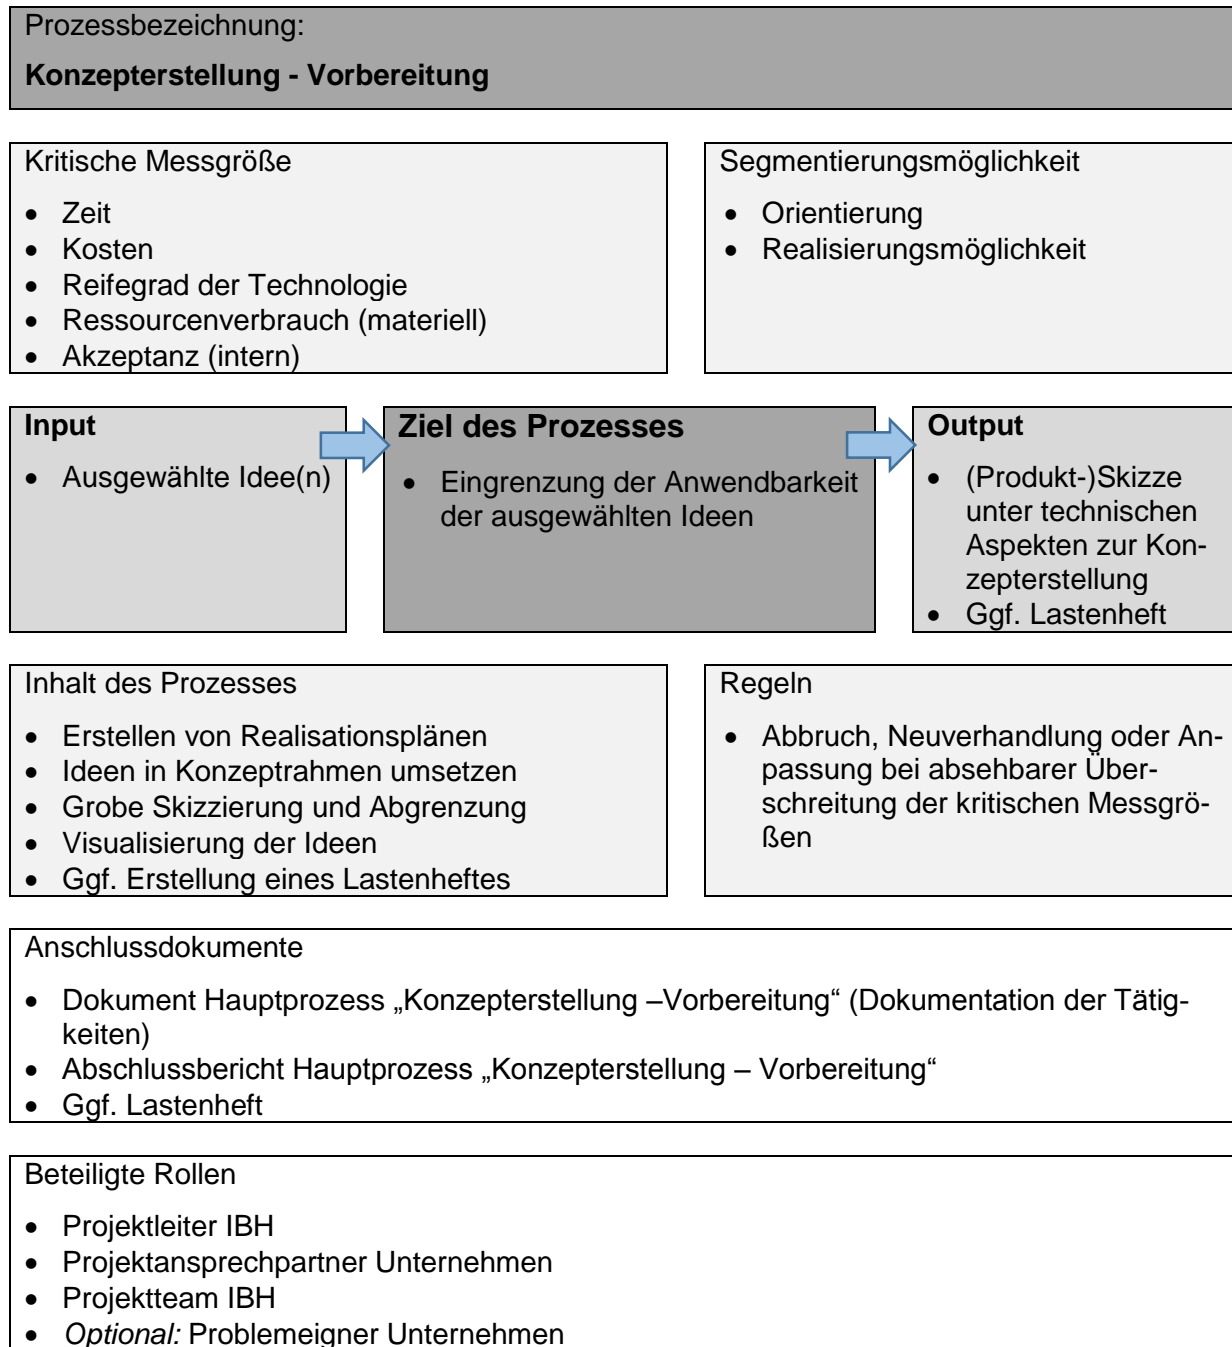 Prozessbezeichnung:
Konzepterstellung - Vorbereitung
Kritische Messgröße
• Zeit
• Kosten
• Reifegrad der Technologie
• Ressourcenverbrauch (materiell)
• Akzeptanz (intern)
Segmentierungsmöglichkeit
• Orientierung
• Realisierungsmöglichkeit
Input
• Ausgewählte Idee(n)
Ziel des Prozesses
• Eingrenzung der Anwendbarkeit
der ausgewählten Ideen
Output
• (Produkt-)Skizze
unter technischen
Aspekten zur Kon-
zepterstellung
• Ggf. Lastenheft
Inhalt des Prozesses
• Erstellen von Realisationsplänen
• Ideen in Konzeptrahmen umsetzen
• Grobe Skizzierung und Abgrenzung
• Visualisierung der Ideen
• Ggf. Erstellung eines Lastenheftes
Regeln
• Abbruch, Neuverhandlung oder An-
passung bei absehbarer Über-
schreitung der kritischen Messgrö-
ßen
Anschlussdokumente
• Dokument Hauptprozess „Konzepterstellung –Vorbereitung“ (Dokumentation der Tätig-
keiten)
• Abschlussbericht Hauptprozess „Konzepterstellung – Vorbereitung“
• Ggf. Lastenheft
Beteiligte Rollen
• Projektleiter IBH
• Projektansprechpartner Unternehmen
• Projektteam IBH
• Optional: Problemeigner Unternehmen